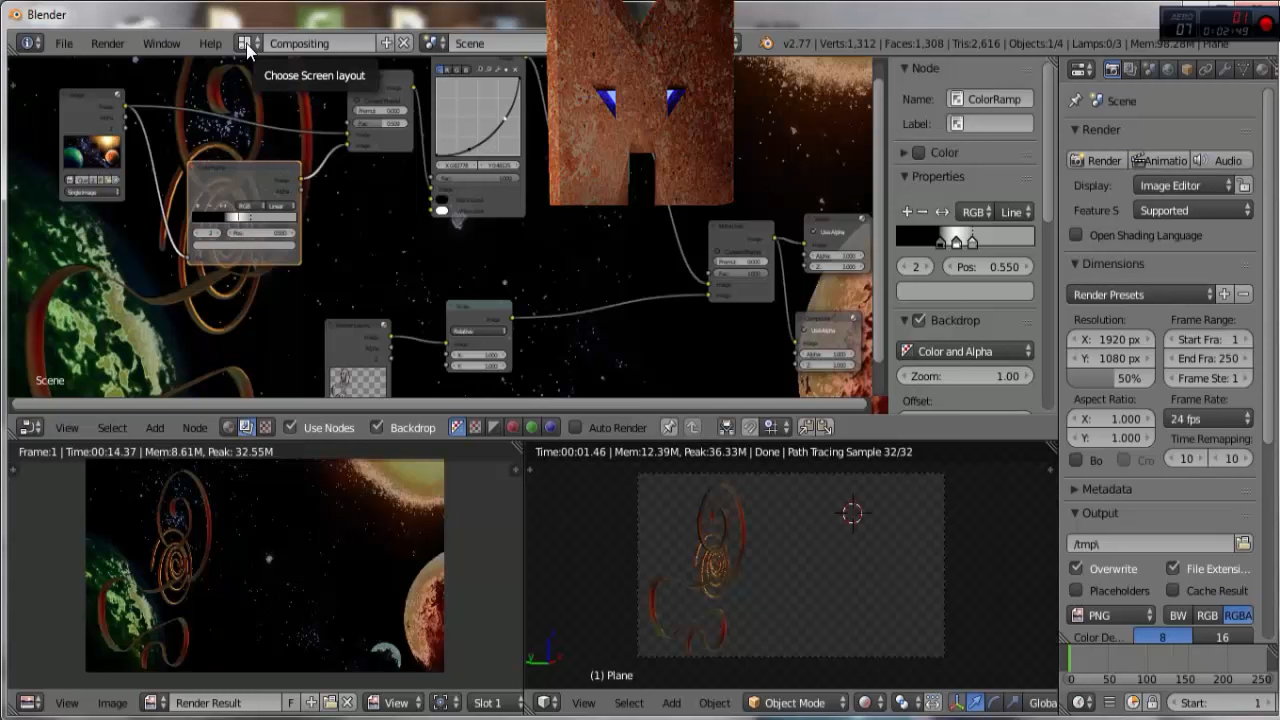 Blender
AERO
07
01
0:02:49
File
Render
Window
Help
Compositing
Scene
v2.77 | Verts:1,312 | Faces:1,308 | Tris:2,616 | Objects:1/4 | Lamps:0/3 | Mem:98.28M | Plane
Choose Screen layout
Scene
Node
Name:
ColorRamp
Label:
Color
Properties
RGB
Line
2
Pos: 0.550
Backdrop
Color and Alpha
Zoom: 1.00
Offset:
Scene
Render
Render
Animatio
Audio
Display:
Image Editor
Feature S
Supported
Open Shading Language
Dimensions
Render Presets
Resolution:
Frame Range:
X: 1920 px
Start Fra: 1
Y: 1080 px
End Fra: 250
50%
Frame Ste: 1
Aspect Ratio:
Frame Rate:
X: 1.000
24 fps
Y: 1.000
Time Remapping:
Bo
Cro
10
10
Metadata
Output
/tmp\
Overwrite
File Extensi...
Placeholders
Cache Result
PNG
BW
RGB
RGBA
Color De...
8
16
View
Select
Add
Node
Use Nodes
Backdrop
Auto Render
Frame:1 | Time:00:14.37 | Mem:8.61M, Peak: 32.55M
Time:00:01.46 | Mem:12.39M, Peak:36.33M | Done | Path Tracing Sample 32/32
(1) Plane
View
Image
Render Result
F
View
Slot 1
View
Select
Add
Object
Object Mode
Globa
0
50
100
150
200
250
Start:
1